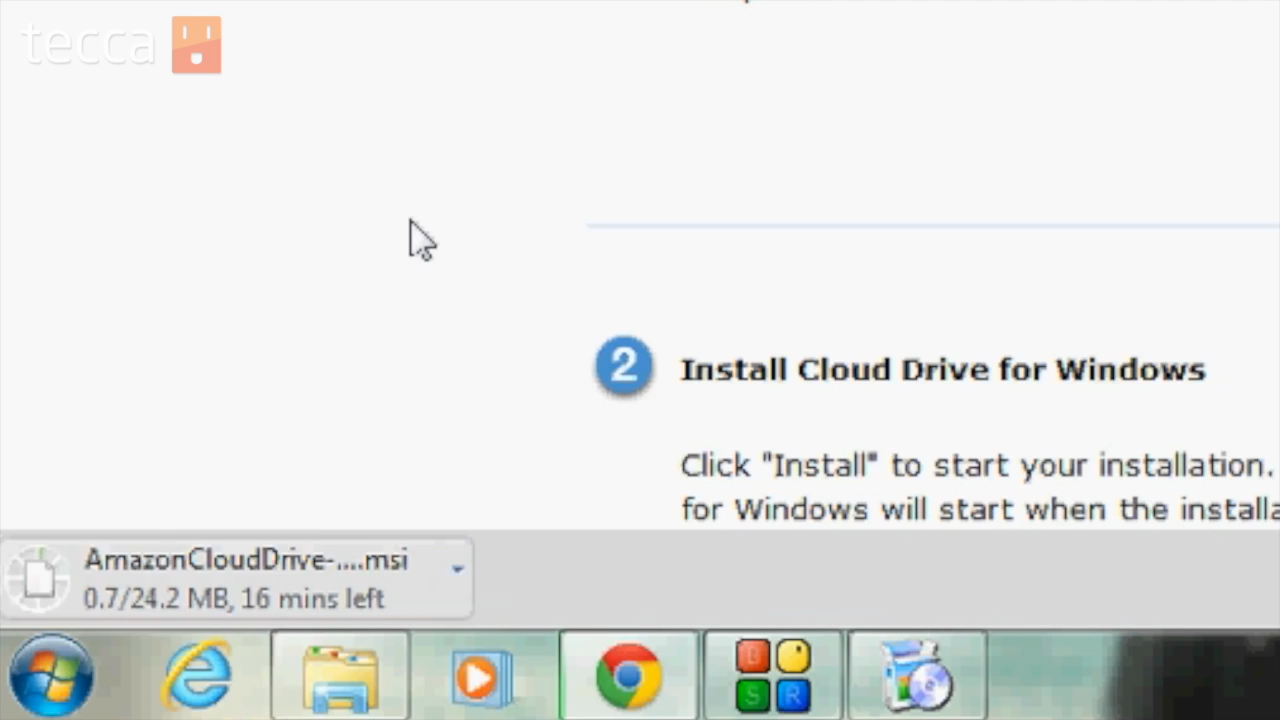 tecca
2 Install Cloud Drive for Windows
Click "Install" to start your installation.
for Windows will start when the installa
AmazonCloudDrive-....msi
0.7/24.2 MB, 16 mins left